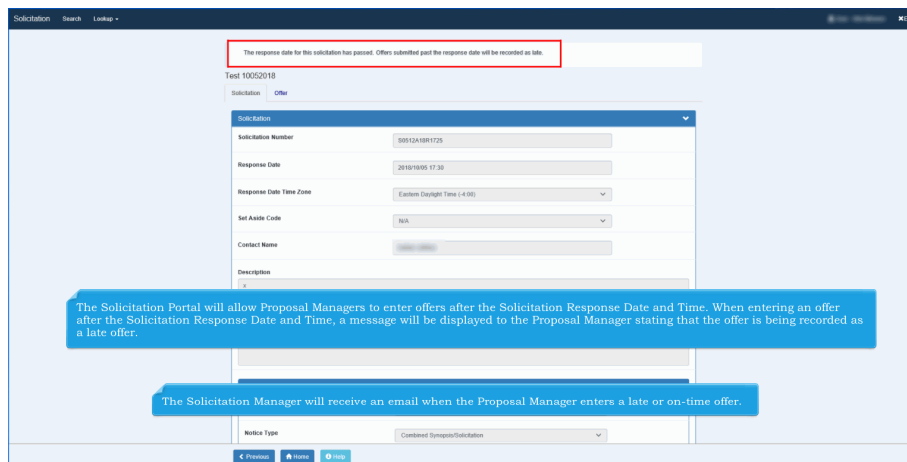 Solicitation Search Lookup
The response date for this solicitation has passed. Offers submitted past the response date will be recorded as late.
Test 10052018
Solicitation Offer
Solicitation
Solicitation Number S0512A18R1725
Response Date 2018/10/05 17:30
Response Date Time Zone Eastern Daylight Time (-4:00)
Set Aside Code N/A
Contact Name
Description
x
The Solicitation Portal will allow Proposal Managers to enter offers after the Solicitation Response Date and Time. When entering an offer
after the Solicitation Response Date and Time, a message will be displayed to the Proposal Manager stating that the offer is being recorded as
a late offer.
The Solicitation Manager will receive an email when the Proposal Manager enters a late or on-time offer.
Notice Type Combined Synopsis/Solicitation
Previous Home Help